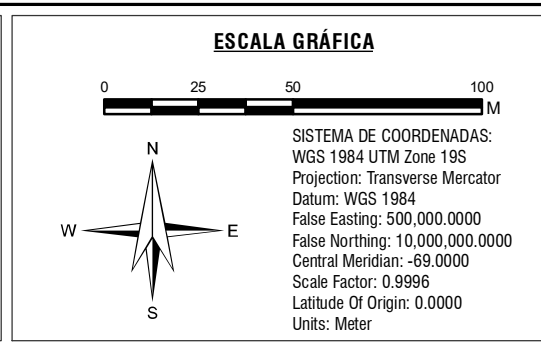 ESCALA GRÁFICA
0 25 50 100
M
SISTEMA DE COORDENADAS:
WGS 1984 UTM Zone 19S
Projection: Transverse Mercator
Datum: WGS 1984
False Easting: 500,000.0000
False Northing: 10,000,000.0000
Central Meridian: -69.0000
Scale Factor: 0.9996
Latitude Of Origin: 0.0000
Units: Meter
N
W E
S